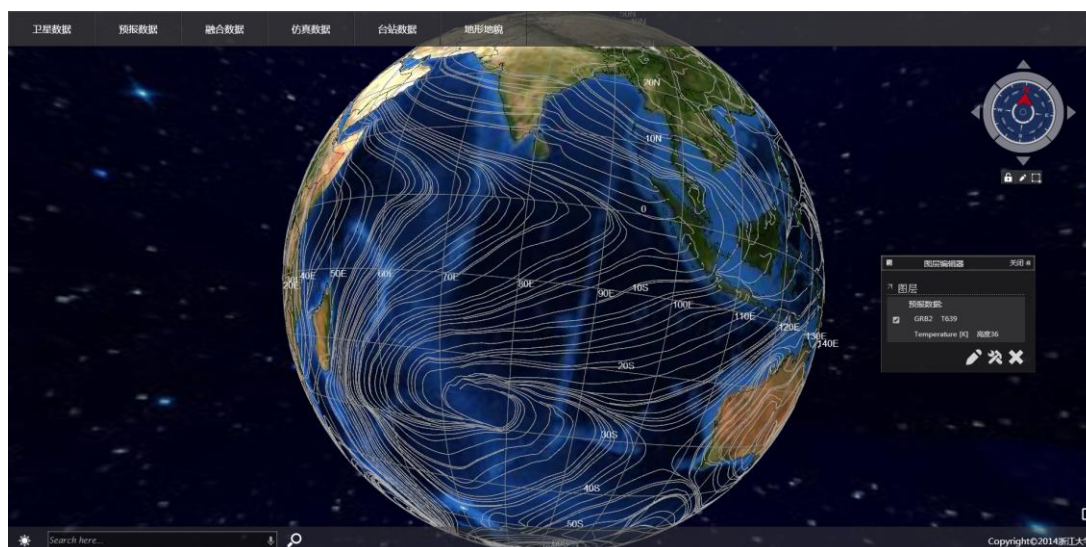 卫星数据
预报数据
融合数据
仿真数据
台站数据
地形地貌
50N
20N
10N
0
20E
40E
50E
60E
70E
80E
90E
10S
100E
110E
120E
130E
140E
20S
30S
40S
50S
60S
图层编辑器 关闭
图层
预报数据:
GRB2 T639
Temperature [K] 高度36
Search here...
Copyright©2014浙江大